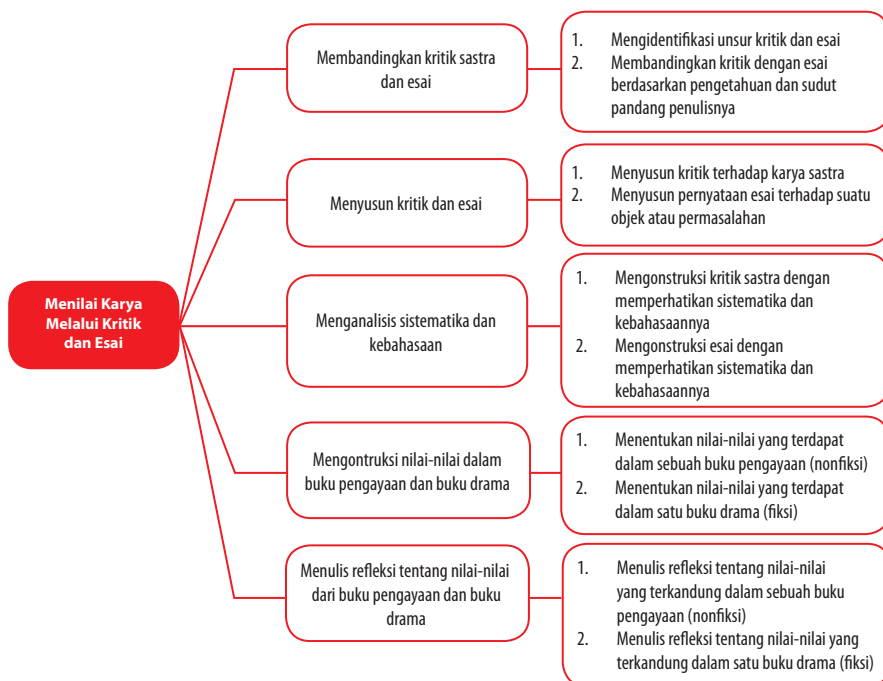 Menilai Karya
Melalui Kritik
dan Esai
Membandingkan kritik sastra
dan esai
1. Mengidentifikasi unsur kritik dan esai
2. Membandingkan kritik dengan esai
berdasarkan pengetahuan dan sudut
pandang penulisnya
Menyusun kritik dan esai
1. Menyusun kritik terhadap karya sastra
2. Menyusun pernyataan esai terhadap suatu
objek atau permasalahan
Menganalisis sistematika dan
kebahasaan
1. Mengonstruksi kritik sastra dengan
memperhatikan sistematika dan
kebahasaannya
2. Mengonstruksi esai dengan
memperhatikan sistematika dan
kebahasaannya
Mengontruksi nilai-nilai dalam
buku pengayaan dan buku drama
1. Menentukan nilai-nilai yang terdapat
dalam sebuah buku pengayaan (nonfiksi)
2. Menentukan nilai-nilai yang terdapat
dalam satu buku drama (fiksi)
Menulis refleksi tentang nilai-nilai
dari buku pengayaan dan buku
drama
1. Menulis refleksi tentang nilai-nilai
yang terkandung dalam sebuah buku
pengayaan (nonfiksi)
2. Menulis refleksi tentang nilai-nilai yang
terkandung dalam satu buku drama (fiksi)